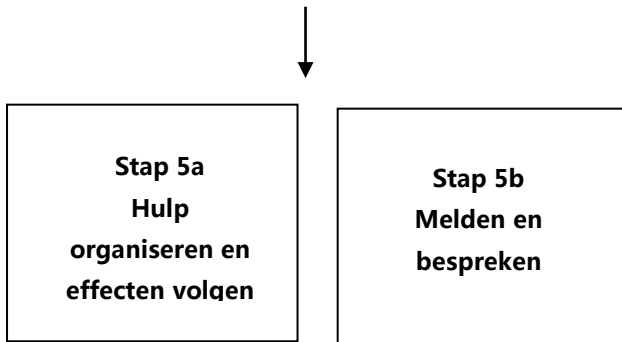 Stap 5a
Hulp
organiseren en
effecten volgen
Stap 5b
Melden en
bespreken